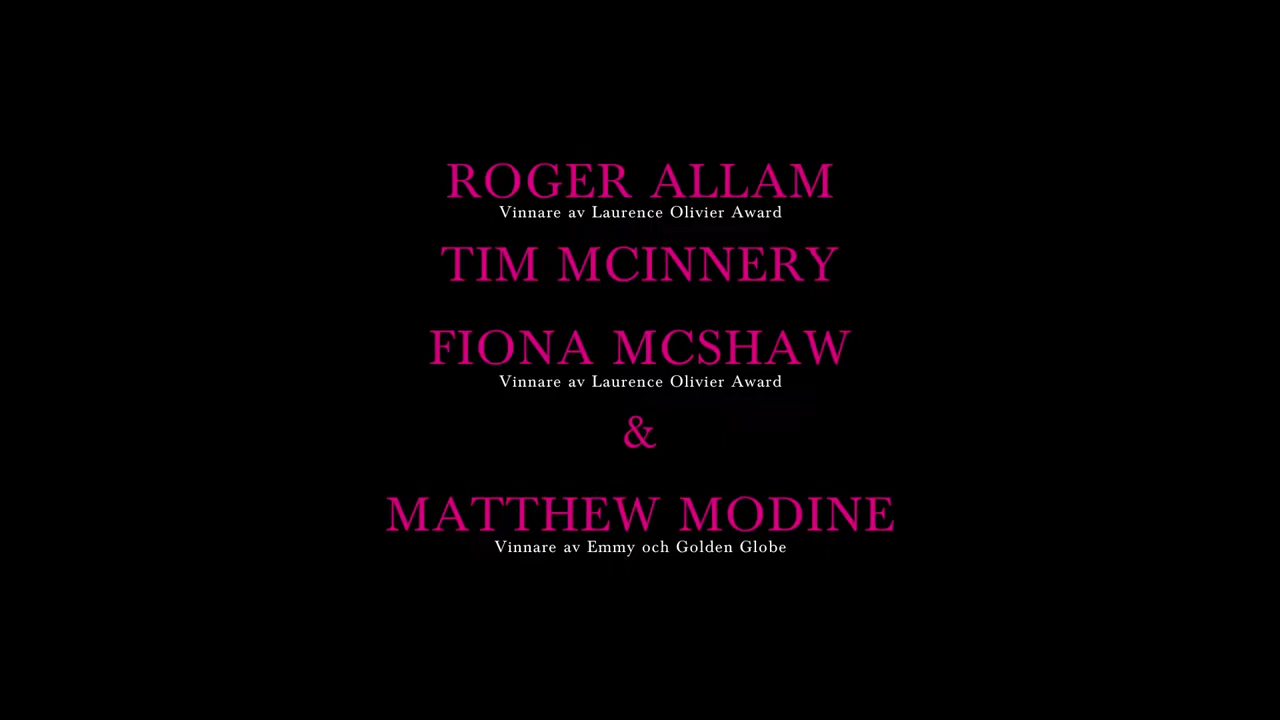 ROGER ALLAM
Vinnare av Laurence Olivier Award
TIM MCINNERY
FIONA MCSHAW
Vinnare av Laurence Olivier Award
&
MATTHEW MODINE
Vinnare av Emmy och Golden Globe